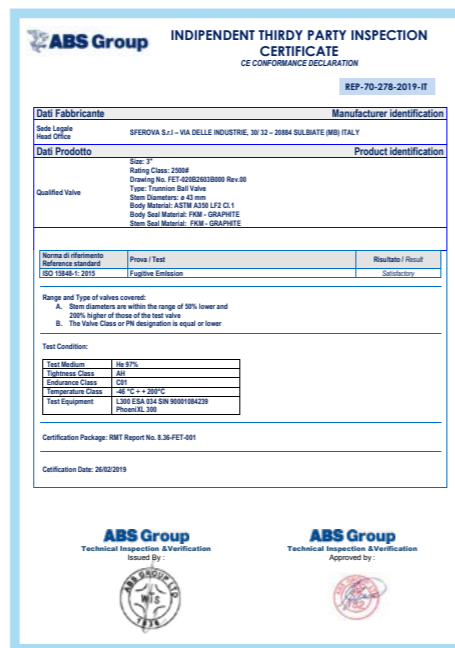 ABS Group
INDIPENDENT THIRDY PARTY INSPECTION
CERTIFICATE
CE CONFORMANCE DECLARATION
REP-70-278-2019-IT
Dati Fabbricante Manufacturer identification
Sede Legale
Head Office
SFEROVA S.r.l – VIA DELLE INDUSTRIE, 30/ 32 – 20884 SULBIATE (MB) ITALY
Dati Prodotto Product identification
Qualified Valve
Size: 3"
Rating Class: 2500#
Drawing No. FET-020B2603B000 Rev.00
Type: Trunnion Ball Valve
Stem Diameters: ø 43 mm
Body Material: ASTM A350 LF2 Cl.1
Body Seal Material: FKM - GRAPHITE
Stem Seal Material: FKM - GRAPHITE
Norma di riferimento
Reference standard
Prova / Test
Risultato / Result
ISO 15848-1: 2015 Fugitive Emission Satisfactory
Range and Type of valves covered:
A. Stem diameters are within the range of 50% lower and
200% higher of those of the test valve
B. The Valve Class or PN designation is equal or lower
Test Condition:
Test Medium He 97%
Tightness Class AH
Endurance Class C01
Temperature Class -46 °C ÷ + 200°C
Test Equipment L300 ESA 034 SIN 90001084239
PhoeniXL 300
Certification Package: RMT Report No. 8.36-FET-001
Cetification Date: 26/02/2019
ABS Group
Technical Inspection &Verification
Issued By :
ABS GROUP LTD
WTS
ABS Group
Technical Inspection &Verification
Approved by :